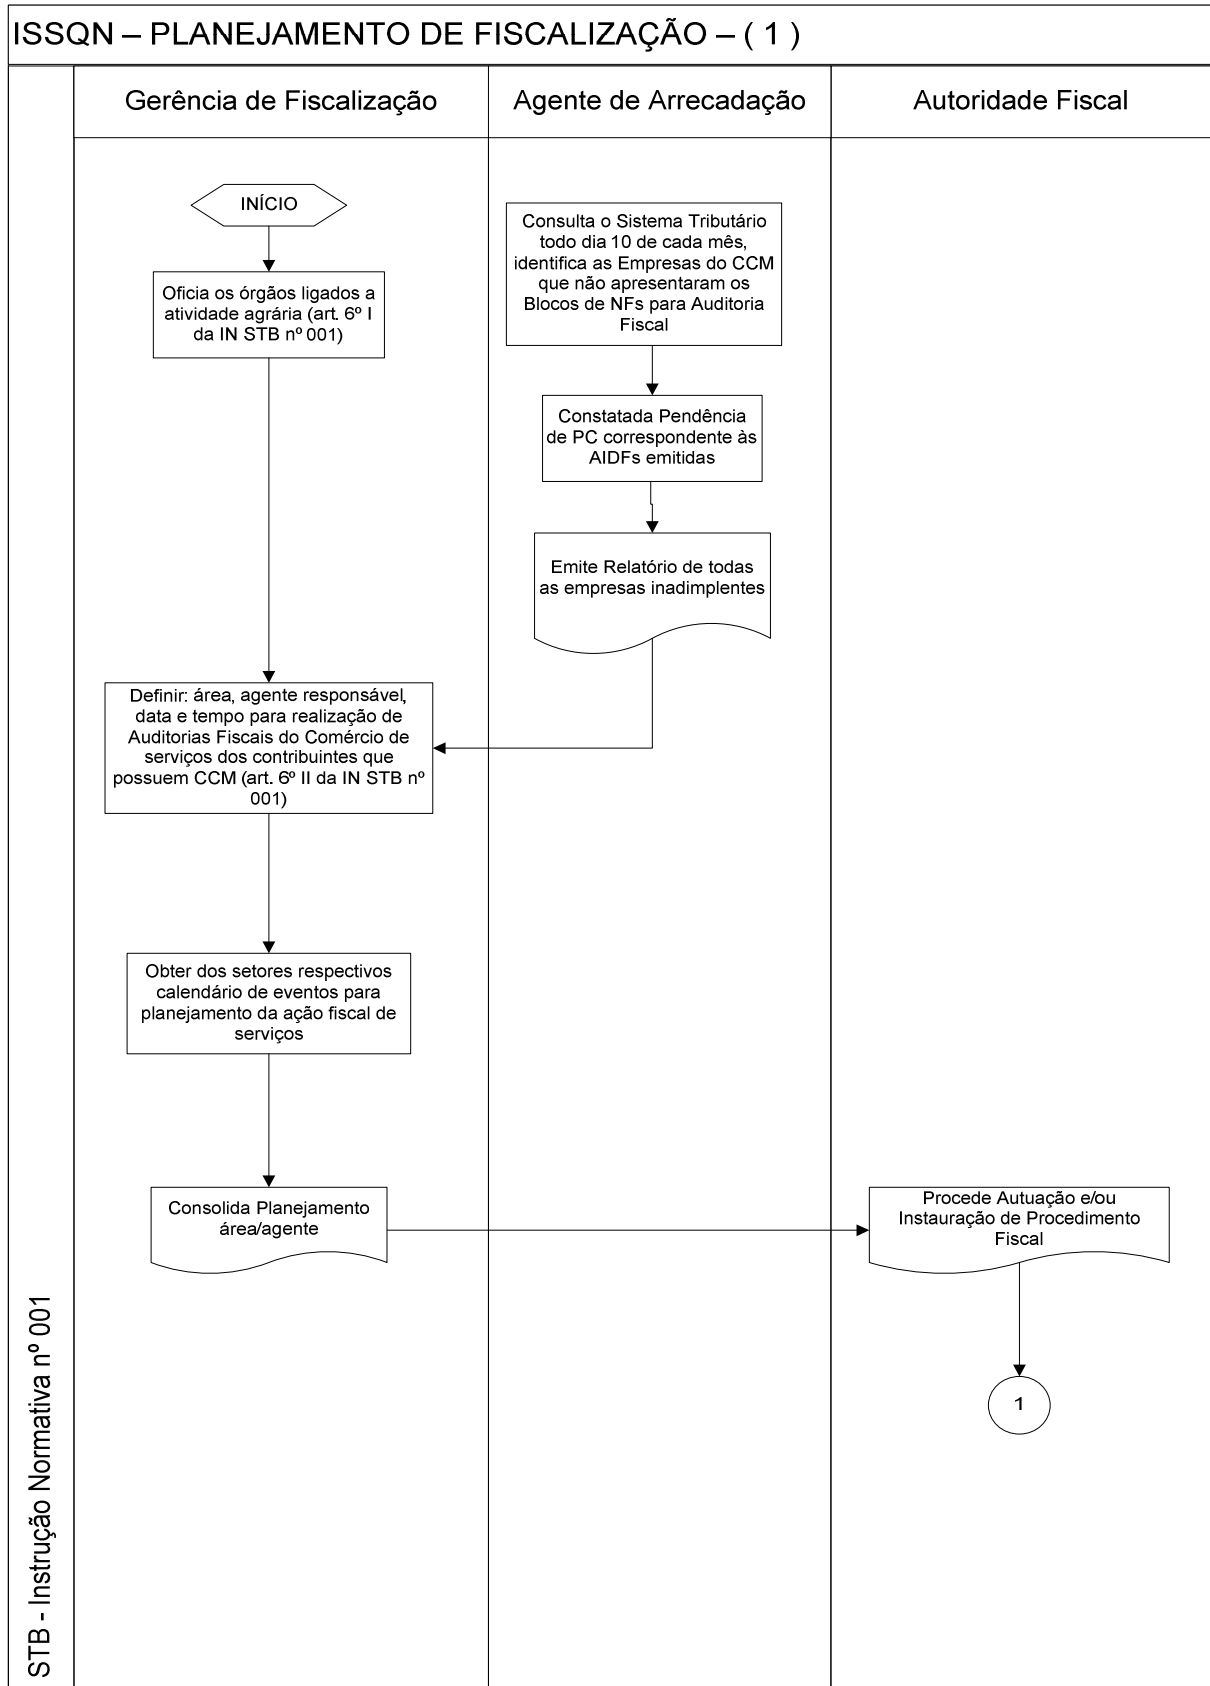 ISSQN – PLANEJAMENTO DE FISCALIZAÇÃO – ( 1 )
Gerência de Fiscalização
Agente de Arrecadação
Autoridade Fiscal
INÍCIO
Oficia os órgãos ligados a
atividade agrária (art. 6º I
da IN STB nº 001)
Consulta o Sistema Tributário
todo dia 10 de cada mês,
identifica as Empresas do CCM
que não apresentaram os
Blocos de NFs para Auditoria
Fiscal
Constatada Pendência
de PC correspondente às
AIDFs emitidas
Emite Relatório de todas
as empresas inadimplentes
Definir: área, agente responsável,
data e tempo para realização de
Auditorias Fiscais do Comércio de
serviços dos contribuintes que
possuem CCM (art. 6º II da IN STB nº
001)
Obter dos setores respectivos
calendário de eventos para
planejamento da ação fiscal de
serviços
Consolida Planejamento
área/agente
Procede Autuação e/ou
Instauração de Procedimento
Fiscal
1
STB - Instrução Normativa nº 001